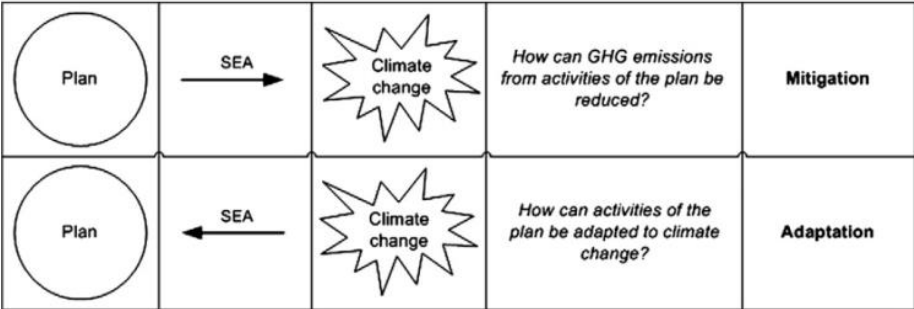 Plan
SEA
Climate
change
How can GHG emissions
from activities of the plan be
reduced?
Mitigation
Plan
SEA
Climate
change
How can activities of the
plan be adapted to climate
change?
Adaptation